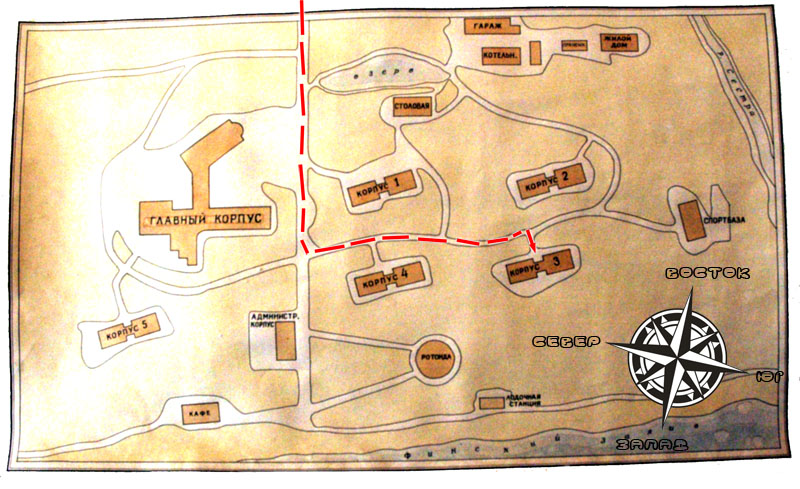 ГАРАЖ
КОТЕЛЬН.
ЖИЛОЙ
ДОМ
озеро
р. Сестра
СТОЛОВАЯ
КОРПУС 1
КОРПУС 2
ГЛАВНЫЙ КОРПУС
СПОРТБАЗА
КОРПУС 3
КОРПУС 4
ВОСТОК
АДМИНИСТР.
КОРПУС
КОРПУС 5
СЕВЕР
РОТОНДА
ЮГ
ЛОДОЧНАЯ
СТАНЦИЯ
КАФЕ
ЗАПАД
Финский Залив